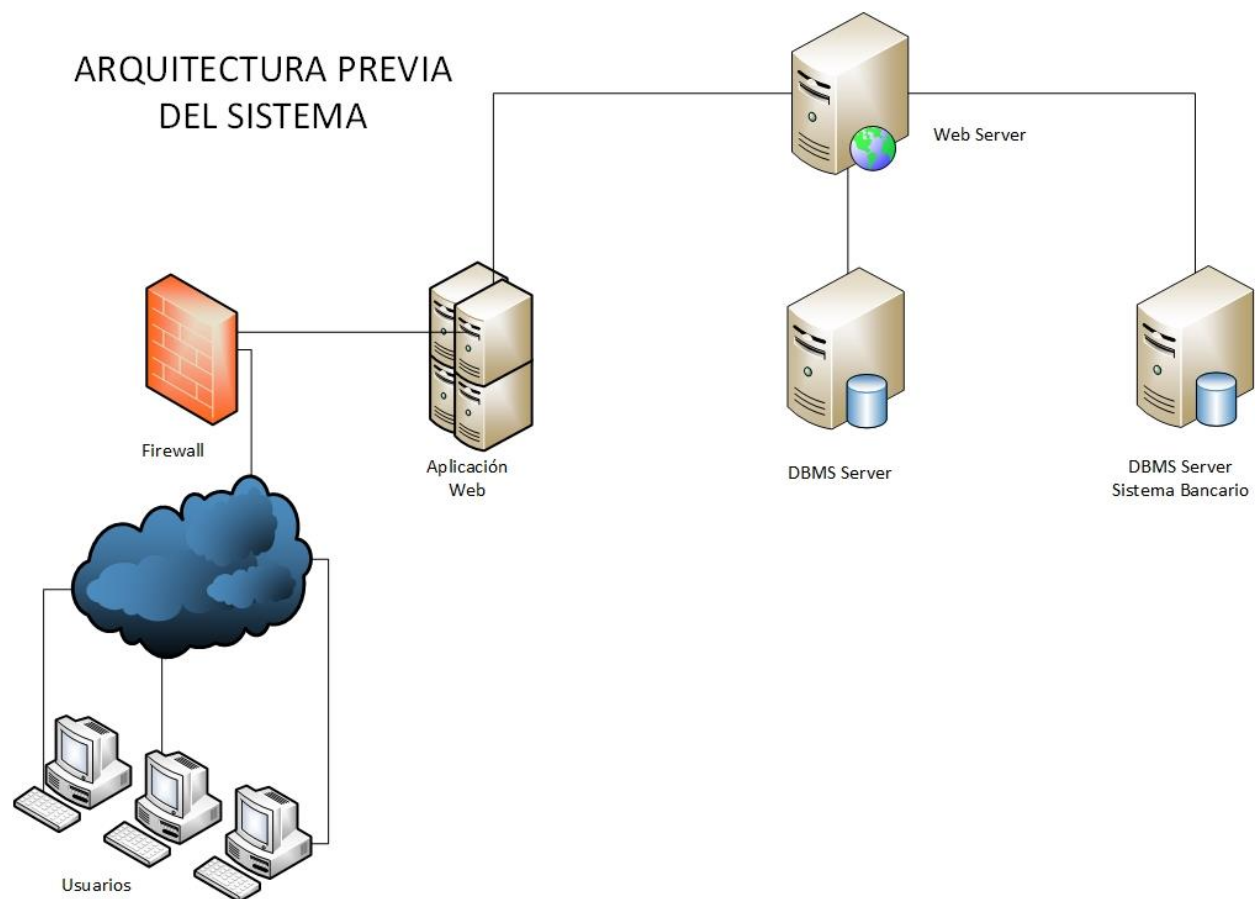 ARQUITECTURA PREVIA
DEL SISTEMA
Web Server
Firewall
Aplicación
Web
DBMS Server
DBMS Server
Sistema Bancario
Usuarios